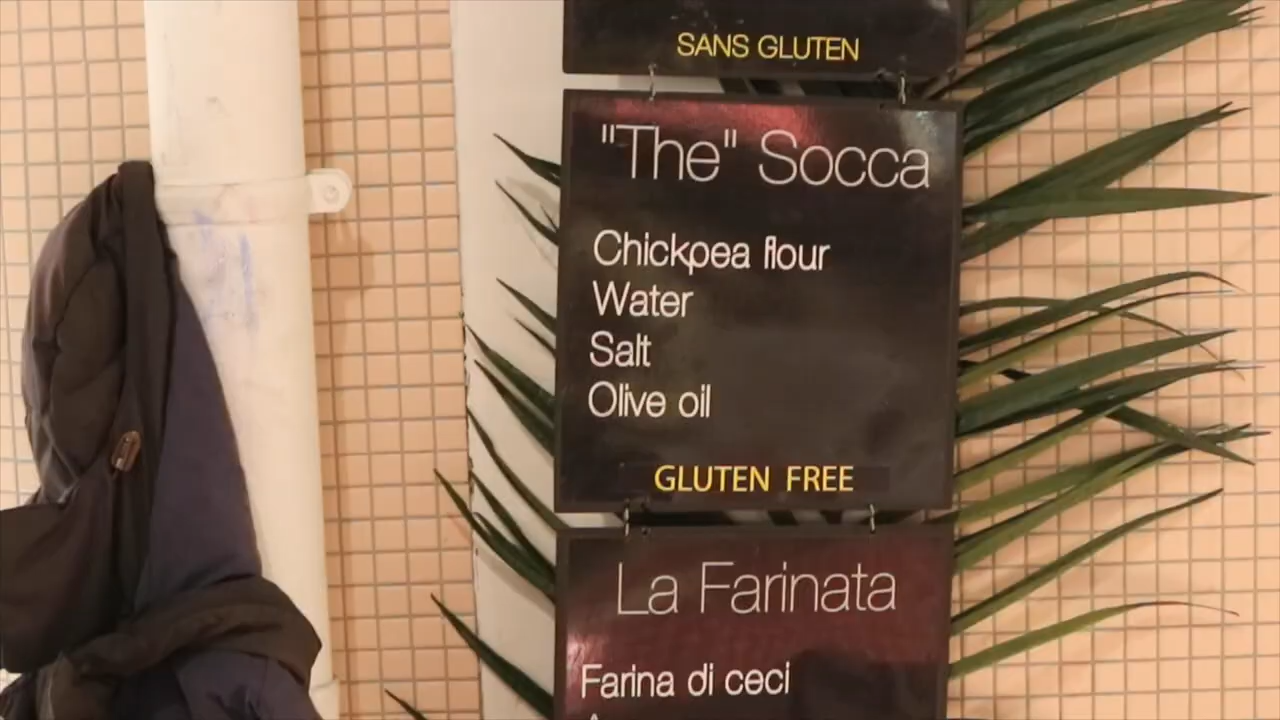 SANS GLUTEN
"The" Socca
Chickpea flour
Water
Salt
Olive oil
GLUTEN FREE
La Farinata
Farina di ceci